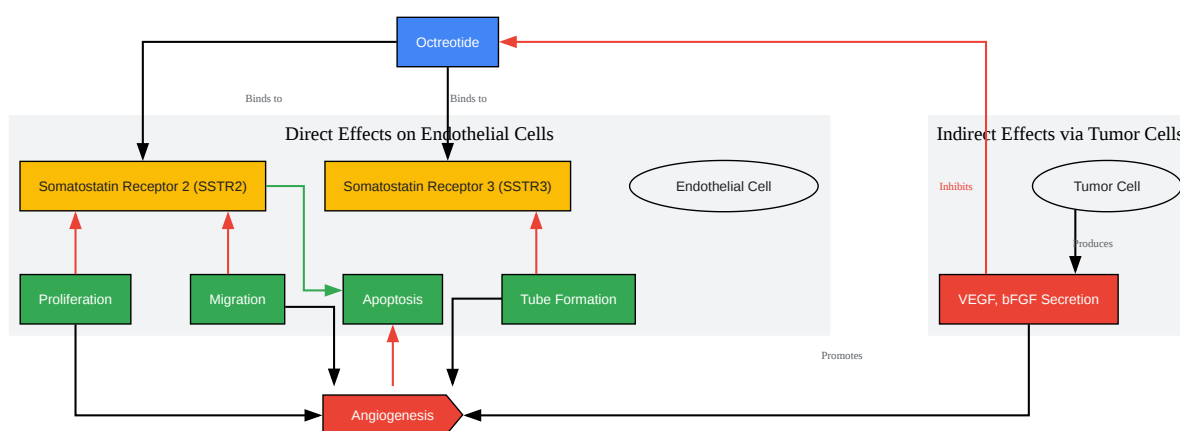 Octreotide
Binds to
Binds to
Direct Effects on Endothelial Cells
Indirect Effects via Tumor Cells
Somatostatin Receptor 2 (SSTR2)
Somatostatin Receptor 3 (SSTR3)
Endothelial Cell
Inhibits
Tumor Cell
Produces
Proliferation
Migration
Apoptosis
Tube Formation
VEGF, bFGF Secretion
Promotes
Angiogenesis